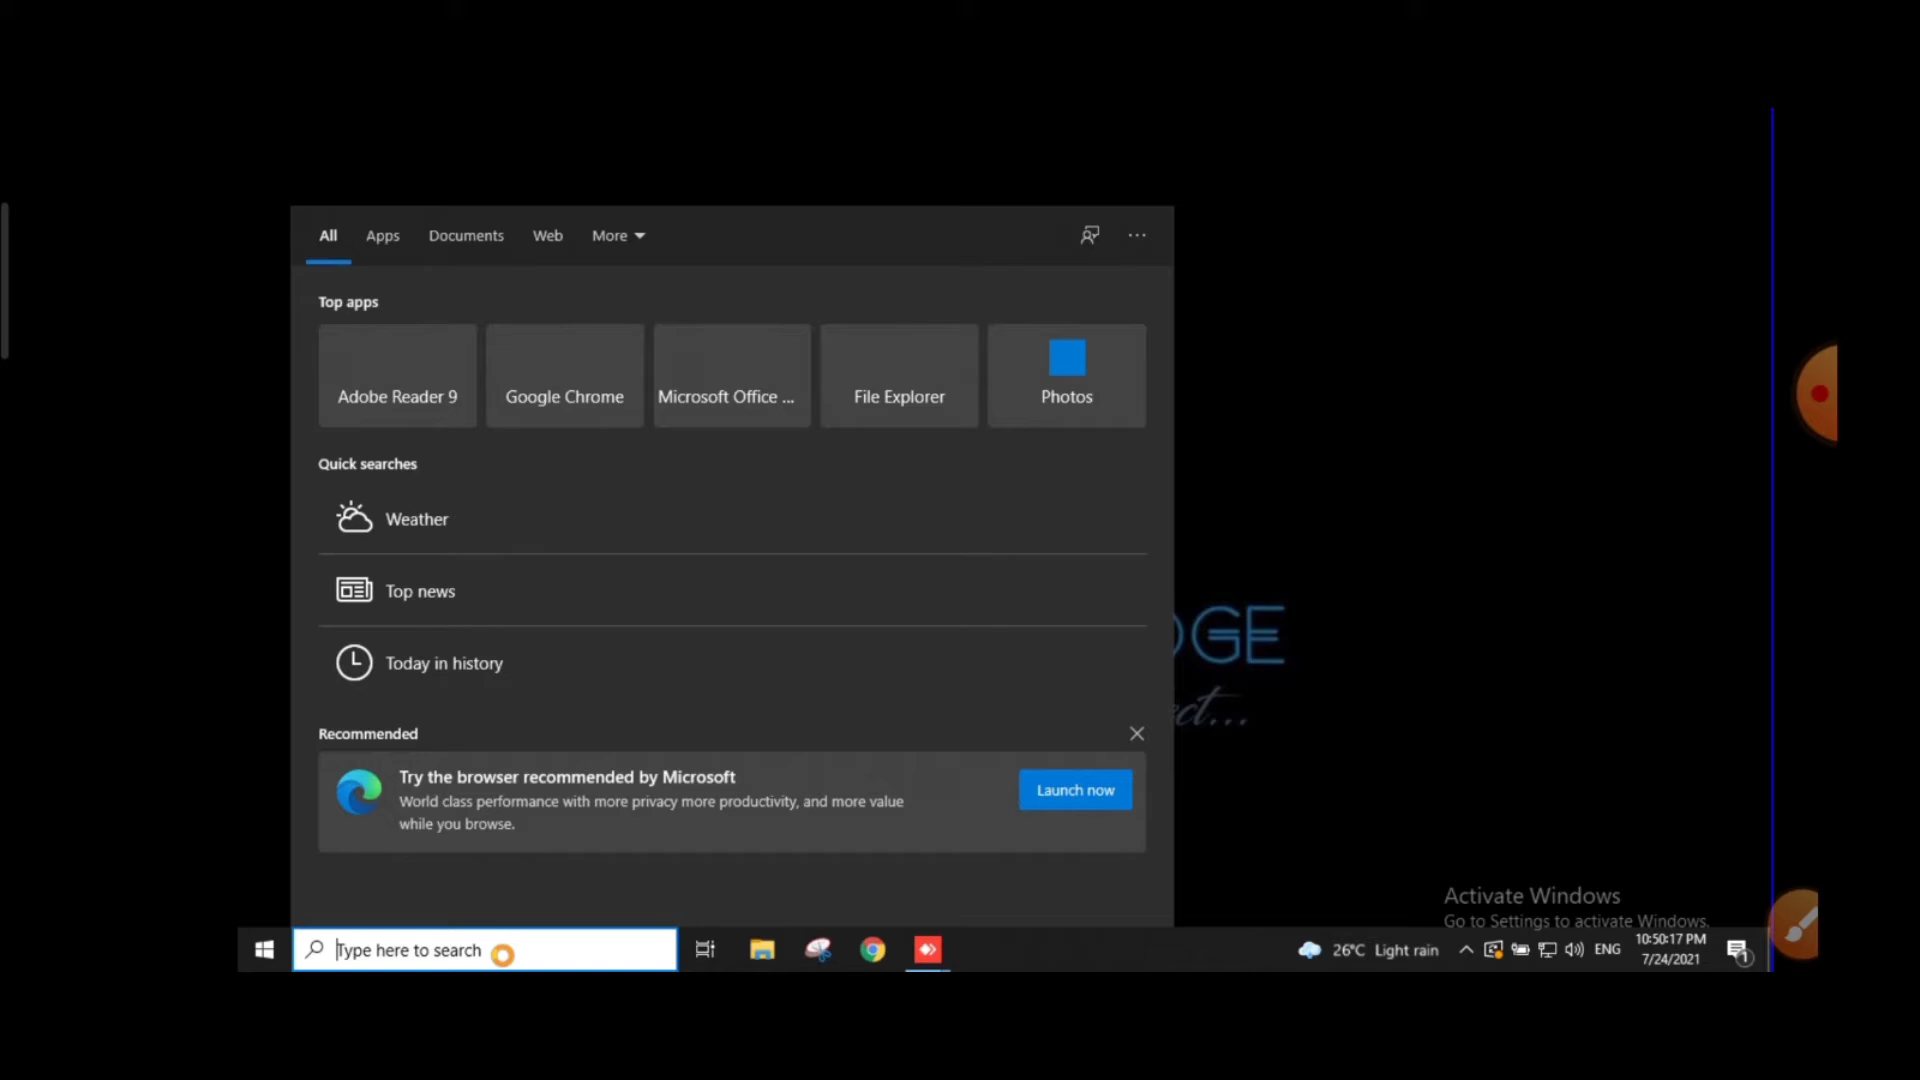 All Apps Documents Web More
Top apps
Adobe Reader 9 Google Chrome Microsoft Office ... File Explorer Photos
Quick searches
Weather
Top news
Today in history
Recommended
Try the browser recommended by Microsoft
World class performance with more privacy more productivity, and more value
while you browse.
Launch now
Activate Windows
Go to Settings to activate Windows.
Type here to search
26°C Light rain
ENG
10:50:17 PM
7/24/2021
1